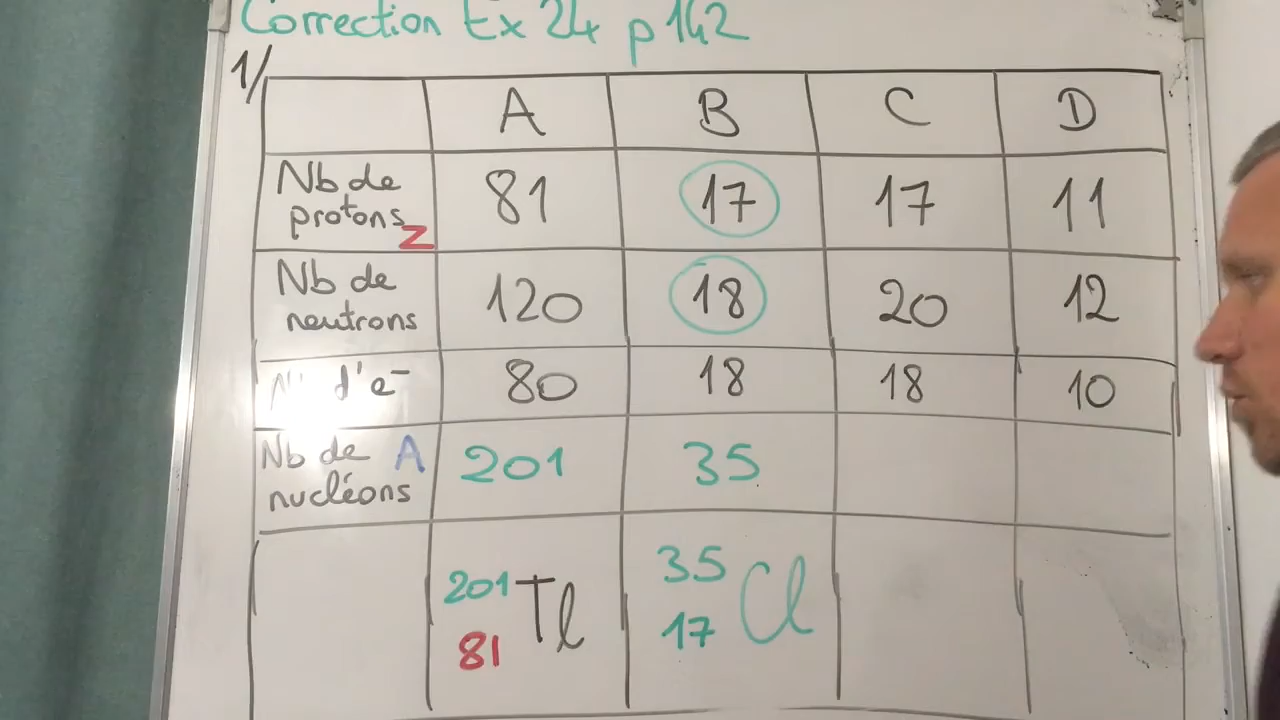 Correction Ex 24 p 142
1/
A B C D
Nb de protons Z 81 17 17 11
Nb de neutrons 120 18 20 12
d'e⁻ 80 18 18 10
Nb de nucléons A 201 35
201 81 Tl 35 17 Cl